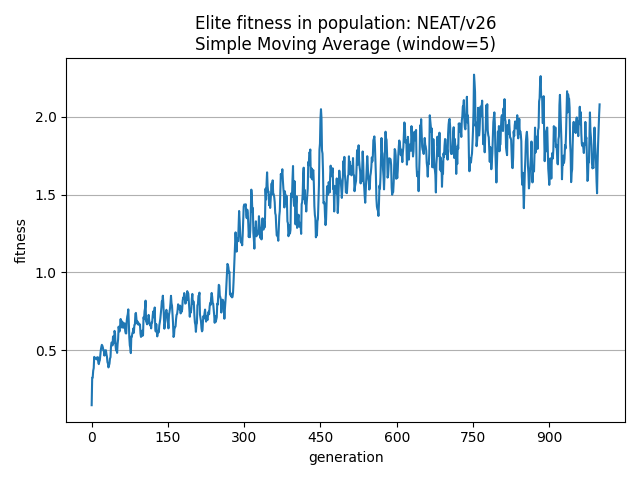 Elite fitness in population: NEAT/v26
Simple Moving Average (window=5)
fitness
2.0
1.5
1.0
0.5
0 150 300 450 600 750 900
generation